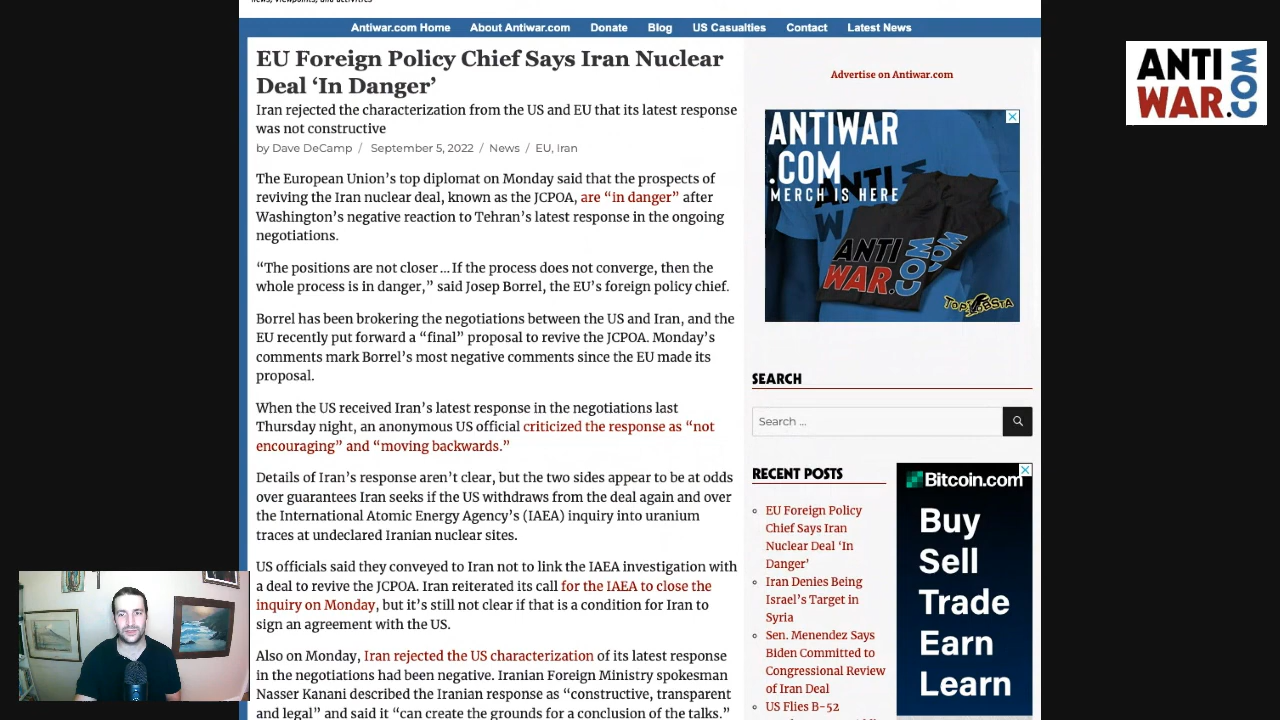 news, viewpoints, and activities
Antiwar.com Home About Antiwar.com Donate Blog US Casualties Contact Latest News
EU Foreign Policy Chief Says Iran Nuclear
Deal ‘In Danger’
Iran rejected the characterization from the US and EU that its latest response
was not constructive
by Dave DeCamp / September 5, 2022 / News / EU, Iran
The European Union’s top diplomat on Monday said that the prospects of
reviving the Iran nuclear deal, known as the JCPOA, are “in danger” after
Washington’s negative reaction to Tehran’s latest response in the ongoing
negotiations.
“The positions are not closer … If the process does not converge, then the
whole process is in danger,” said Josep Borrel, the EU’s foreign policy chief.
Borrel has been brokering the negotiations between the US and Iran, and the
EU recently put forward a “final” proposal to revive the JCPOA. Monday’s
comments mark Borrel’s most negative comments since the EU made its
proposal.
When the US received Iran’s latest response in the negotiations last
Thursday night, an anonymous US official criticized the response as “not
encouraging” and “moving backwards.”
Details of Iran’s response aren’t clear, but the two sides appear to be at odds
over guarantees Iran seeks if the US withdraws from the deal again and over
the International Atomic Energy Agency’s (IAEA) inquiry into uranium
traces at undeclared Iranian nuclear sites.
US officials said they conveyed to Iran not to link the IAEA investigation with
a deal to revive the JCPOA. Iran reiterated its call for the IAEA to close the
inquiry on Monday, but it’s still not clear if that is a condition for Iran to
sign an agreement with the US.
Also on Monday, Iran rejected the US characterization of its latest response
in the negotiations had been negative. Iranian Foreign Ministry spokesman
Nasser Kanani described the Iranian response as “constructive, transparent
and legal” and said it “can create the grounds for a conclusion of the talks.”
Advertise on Antiwar.com
ANTIWAR
.COM
MERCH IS HERE
ANTI
WAR.COM
TOP LOBSTA
SEARCH
Search ...
RECENT POSTS
EU Foreign Policy
Chief Says Iran
Nuclear Deal ‘In
Danger’
Iran Denies Being
Israel’s Target in
Syria
Sen. Menendez Says
Biden Committed to
Congressional Review
of Iran Deal
US Flies B-52
Bitcoin.com
Buy
Sell
Trade
Earn
Learn
ANTI
WAR.COM